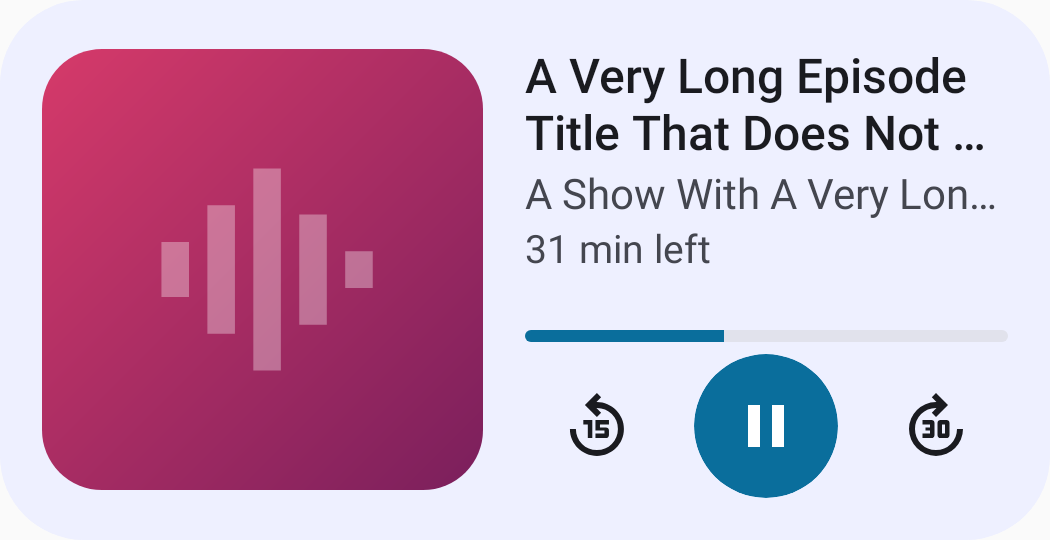 A Very Long Episode
Title That Does Not …
A Show With A Very Lon…
31 min left
15
30